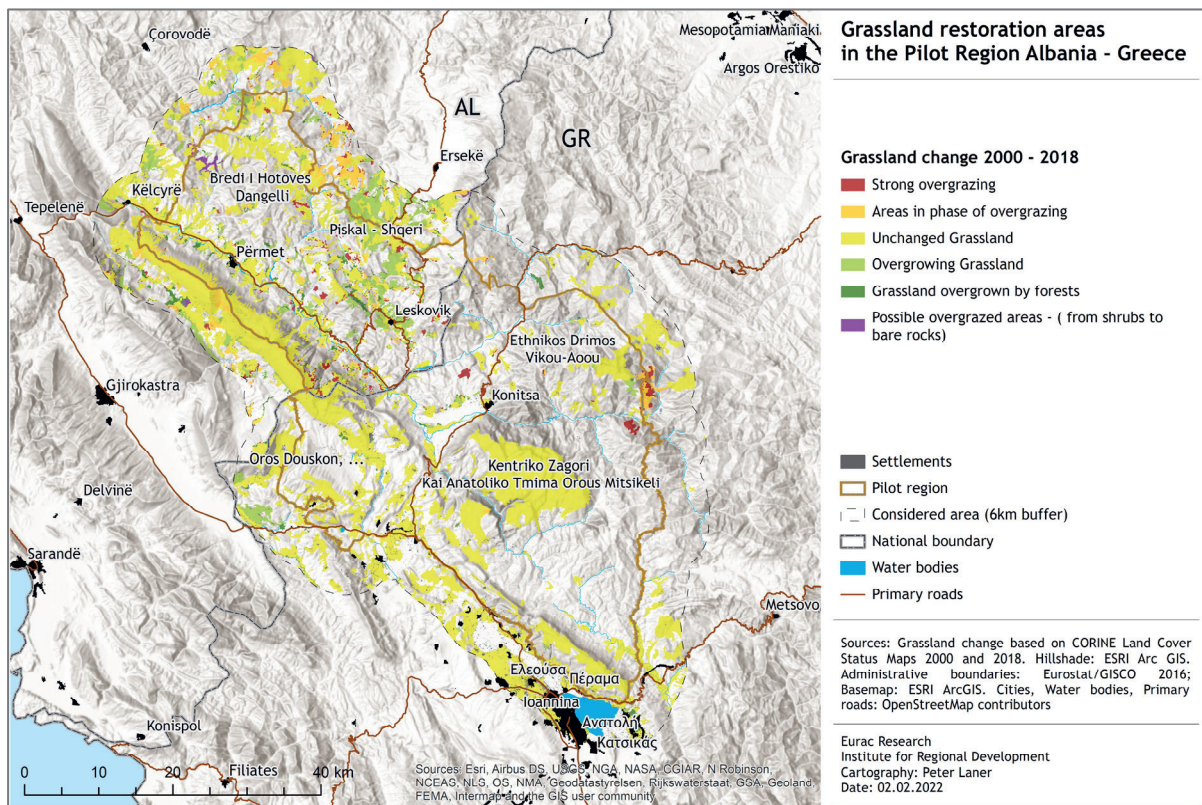 Çorovodë
Mesopotamia
Maniaki
Argos Orestiko
AL
GR
Ersekë
Bredi I Hotoves
Dangelli
Këlcyrë
Tepelenë
Piskal - Shqeri
Përmet
Leskovik
Ethnikos Drimos
Vikou-Aoou
Gjirokastra
Konitsa
Oros Douskon, ...
Kentriko Zagori
Kai Anatoliko Tmima Orous Mitsikeli
Delvinë
Sarandë
Metsovo
Ελεούσα
Πέραμα
Ioannina
Ανατολή
Κατσικάς
Konispol
Filiates
0 10 20 40 km
Sources: Esri, Airbus DS, USGS, NGA, NASA, CGIAR, N Robinson,
NCEAS, NLS, OS, NMA, Geodatastyrelsen, Rijkswaterstaat, GSA, Geoland,
FEMA, Intermap and the GIS user community
Grassland restoration areas
in the Pilot Region Albania - Greece
Grassland change 2000 - 2018
Strong overgrazing
Areas in phase of overgrazing
Unchanged Grassland
Overgrowing Grassland
Grassland overgrown by forests
Possible overgrazed areas - ( from shrubs to
bare rocks)
Settlements
Pilot region
Considered area (6km buffer)
National boundary
Water bodies
Primary roads
Sources: Grassland change based on CORINE Land Cover
Status Maps 2000 and 2018. Hillshade: ESRI Arc GIS.
Administrative boundaries: Eurostat/GISCO 2016;
Basemap: ESRI ArcGIS. Cities, Water bodies, Primary
roads: OpenStreetMap contributors
Eurac Research
Institute for Regional Development
Cartography: Peter Laner
Date: 02.02.2022